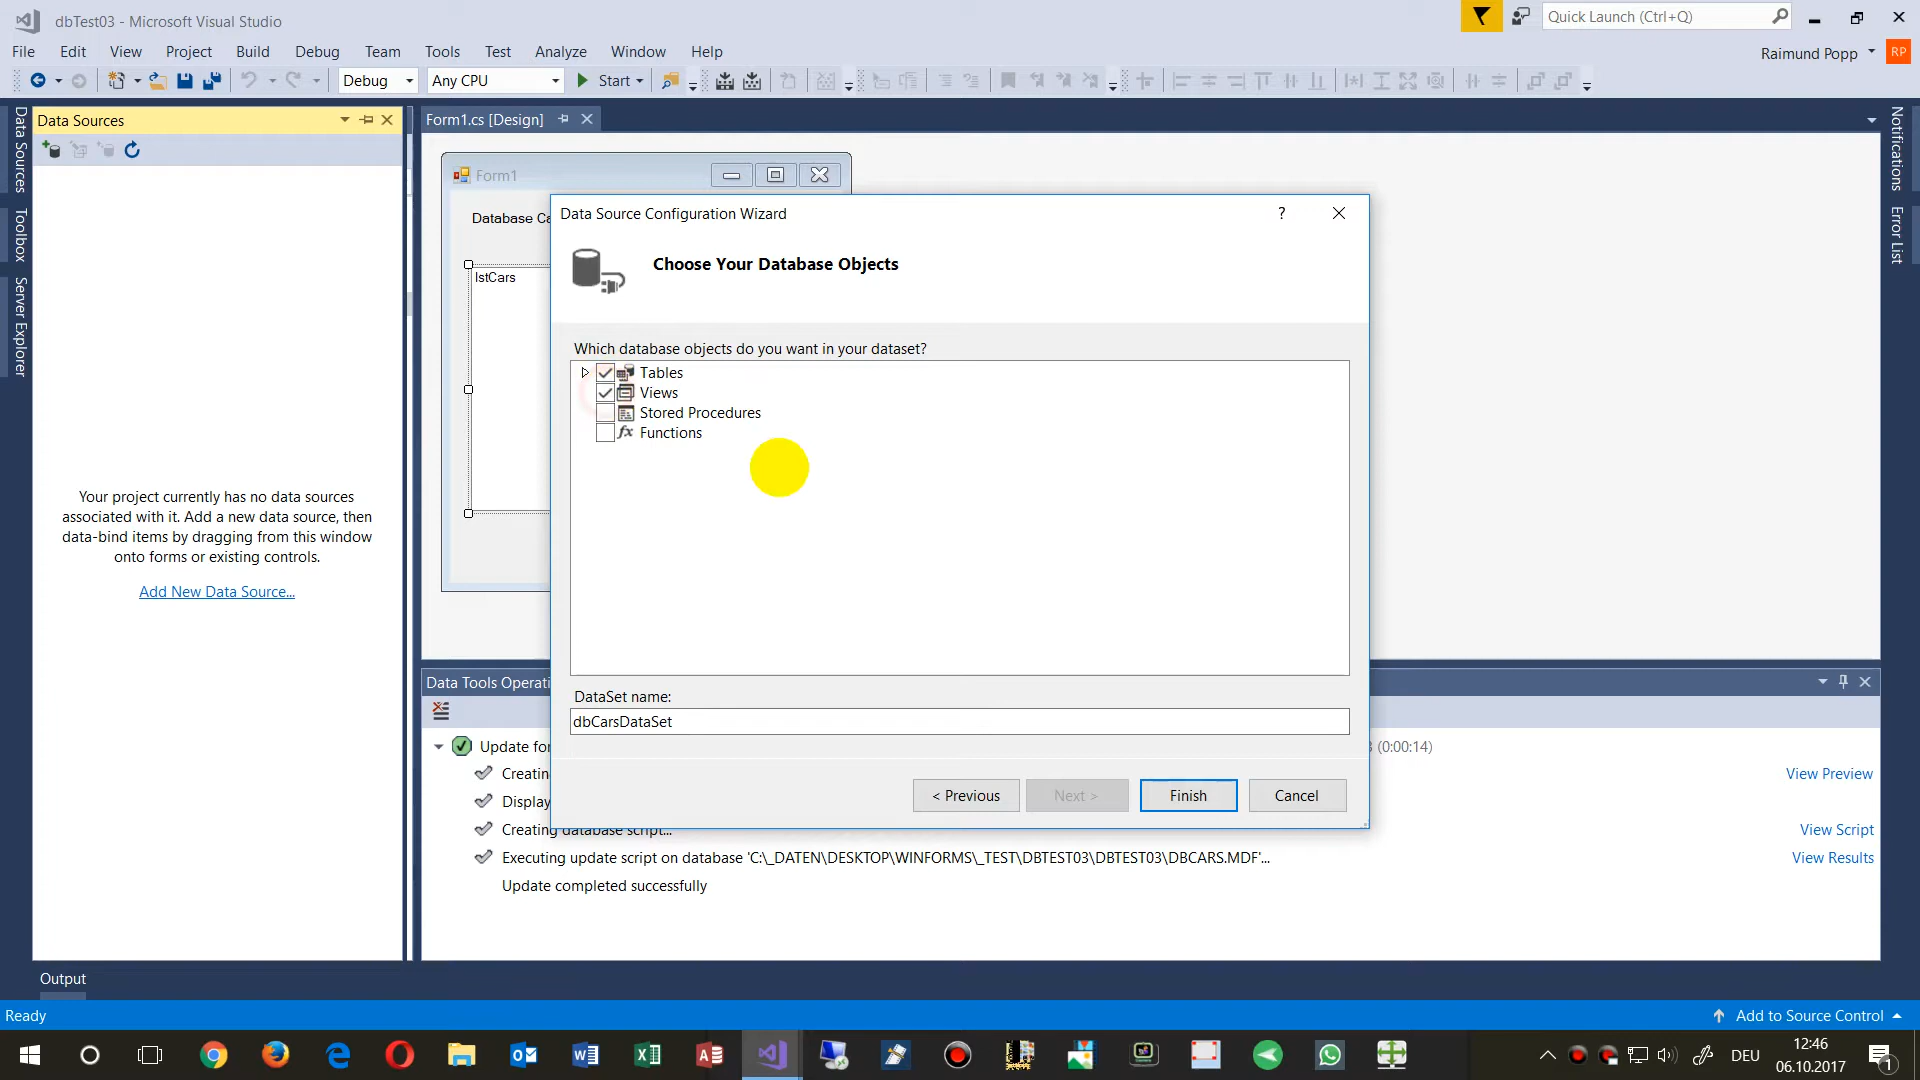 dbTest03 - Microsoft Visual Studio
Quick Launch (Ctrl+Q)
File Edit View Project Build Debug Team Tools Test Analyze Window Help
Raimund Popp
RP
Debug
Any CPU
Start
Data Sources
Form1.cs [Design]
Data Sources
Toolbox
Server Explorer
Notifications
Error List
Form1
Database
lstCars
Your project currently has no data sources
associated with it. Add a new data source, then
data-bind items by dragging from this window
onto forms or existing controls.
Add New Data Source...
Data Source Configuration Wizard
?
Choose Your Database Objects
Which database objects do you want in your dataset?
Tables
Views
Stored Procedures
fx Functions
DataSet name:
dbCarsDataSet
< Previous
Next >
Finish
Cancel
Data Tools
Update
(0:00:14)
View Preview
Creating database script...
View Script
Executing update script on database 'C:\_DATEN\DESKTOP\WINFORMS\_TEST\DBTEST03\DBTEST03\DBCARS.MDF'...
View Results
Update completed successfully
Output
Ready
Add to Source Control
DEU
12:46
06.10.2017
1